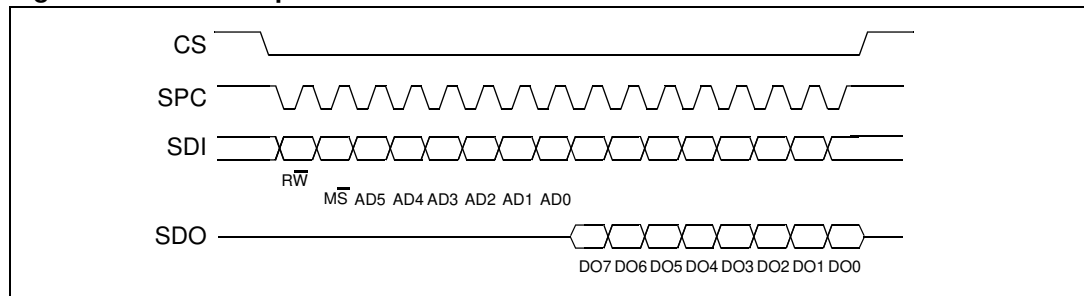 CS
SPC
SDI
RW̅
MS̅ AD5 AD4 AD3 AD2 AD1 AD0
SDO
DO7 DO6 DO5 DO4 DO3 DO2 DO1 DO0